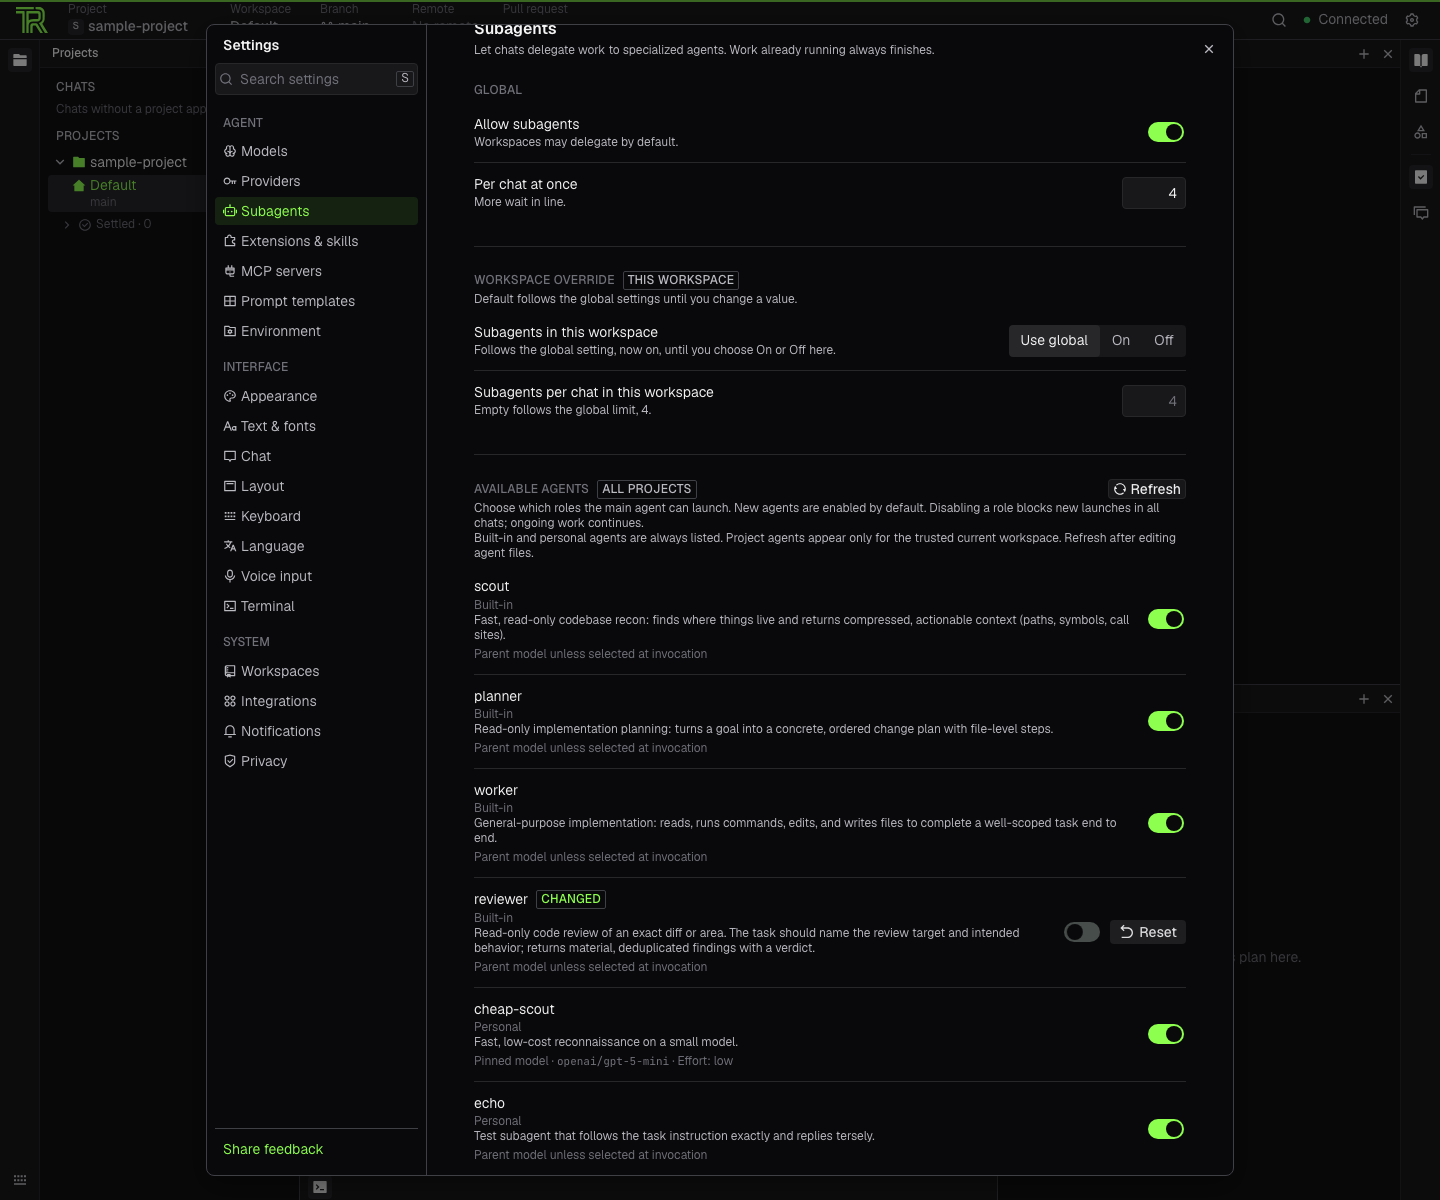 Project
Workspace
Branch
Remote
Pull request
S sample-project
Connected
Projects
CHATS
Chats without a project app
PROJECTS
sample-project
Default
main
Settled · 0
Settings
Search settings S
AGENT
Models
Providers
Subagents
Extensions & skills
MCP servers
Prompt templates
Environment
INTERFACE
Appearance
Text & fonts
Chat
Layout
Keyboard
Language
Voice input
Terminal
SYSTEM
Workspaces
Integrations
Notifications
Privacy
Share feedback
Subagents
Let chats delegate work to specialized agents. Work already running always finishes.
GLOBAL
Allow subagents
Workspaces may delegate by default.
Per chat at once
More wait in line.
4
WORKSPACE OVERRIDE THIS WORKSPACE
Default follows the global settings until you change a value.
Subagents in this workspace
Follows the global setting, now on, until you choose On or Off here.
Use global On Off
Subagents per chat in this workspace
Empty follows the global limit, 4.
4
AVAILABLE AGENTS ALL PROJECTS
Refresh
Choose which roles the main agent can launch. New agents are enabled by default. Disabling a role blocks new launches in all
chats; ongoing work continues.
Built-in and personal agents are always listed. Project agents appear only for the trusted current workspace. Refresh after editing
agent files.
scout
Built-in
Fast, read-only codebase recon: finds where things live and returns compressed, actionable context (paths, symbols, call
sites).
Parent model unless selected at invocation
planner
Built-in
Read-only implementation planning: turns a goal into a concrete, ordered change plan with file-level steps.
Parent model unless selected at invocation
worker
Built-in
General-purpose implementation: reads, runs commands, edits, and writes files to complete a well-scoped task end to
end.
Parent model unless selected at invocation
reviewer CHANGED
Built-in
Read-only code review of an exact diff or area. The task should name the review target and intended
behavior; returns material, deduplicated findings with a verdict.
Parent model unless selected at invocation
Reset
cheap-scout
Personal
Fast, low-cost reconnaissance on a small model.
Pinned model · openai/gpt-5-mini · Effort: low
echo
Personal
Test subagent that follows the task instruction exactly and replies tersely.
Parent model unless selected at invocation
plan here.